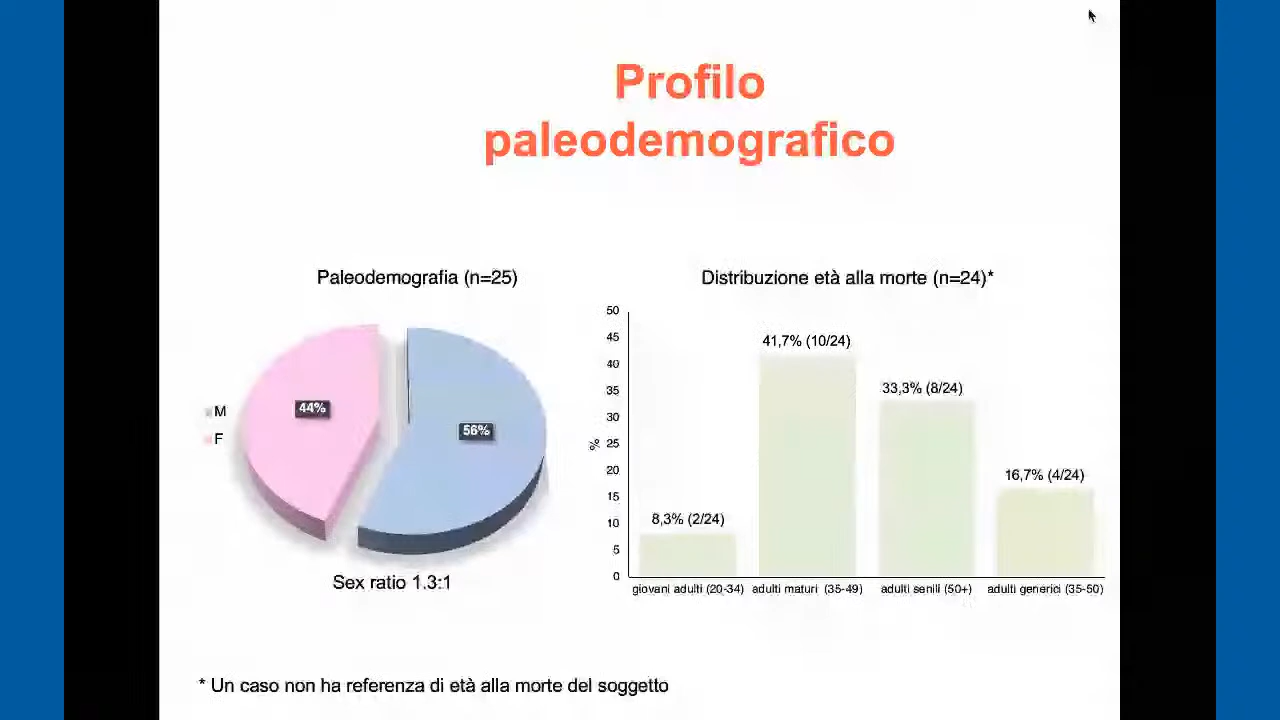 Profilo
paleodemografico
Paleodemografia (n=25)
M
F
44%
56%
Sex ratio 1.3:1
Distribuzione età alla morte (n=24)*
%
50
45
40
35
30
25
20
15
10
5
0
8,3% (2/24)
41,7% (10/24)
33,3% (8/24)
16,7% (4/24)
giovani adulti (20-34)
adulti maturi (35-49)
adulti senili (50+)
adulti generici (35-50)
* Un caso non ha referenza di età alla morte del soggetto